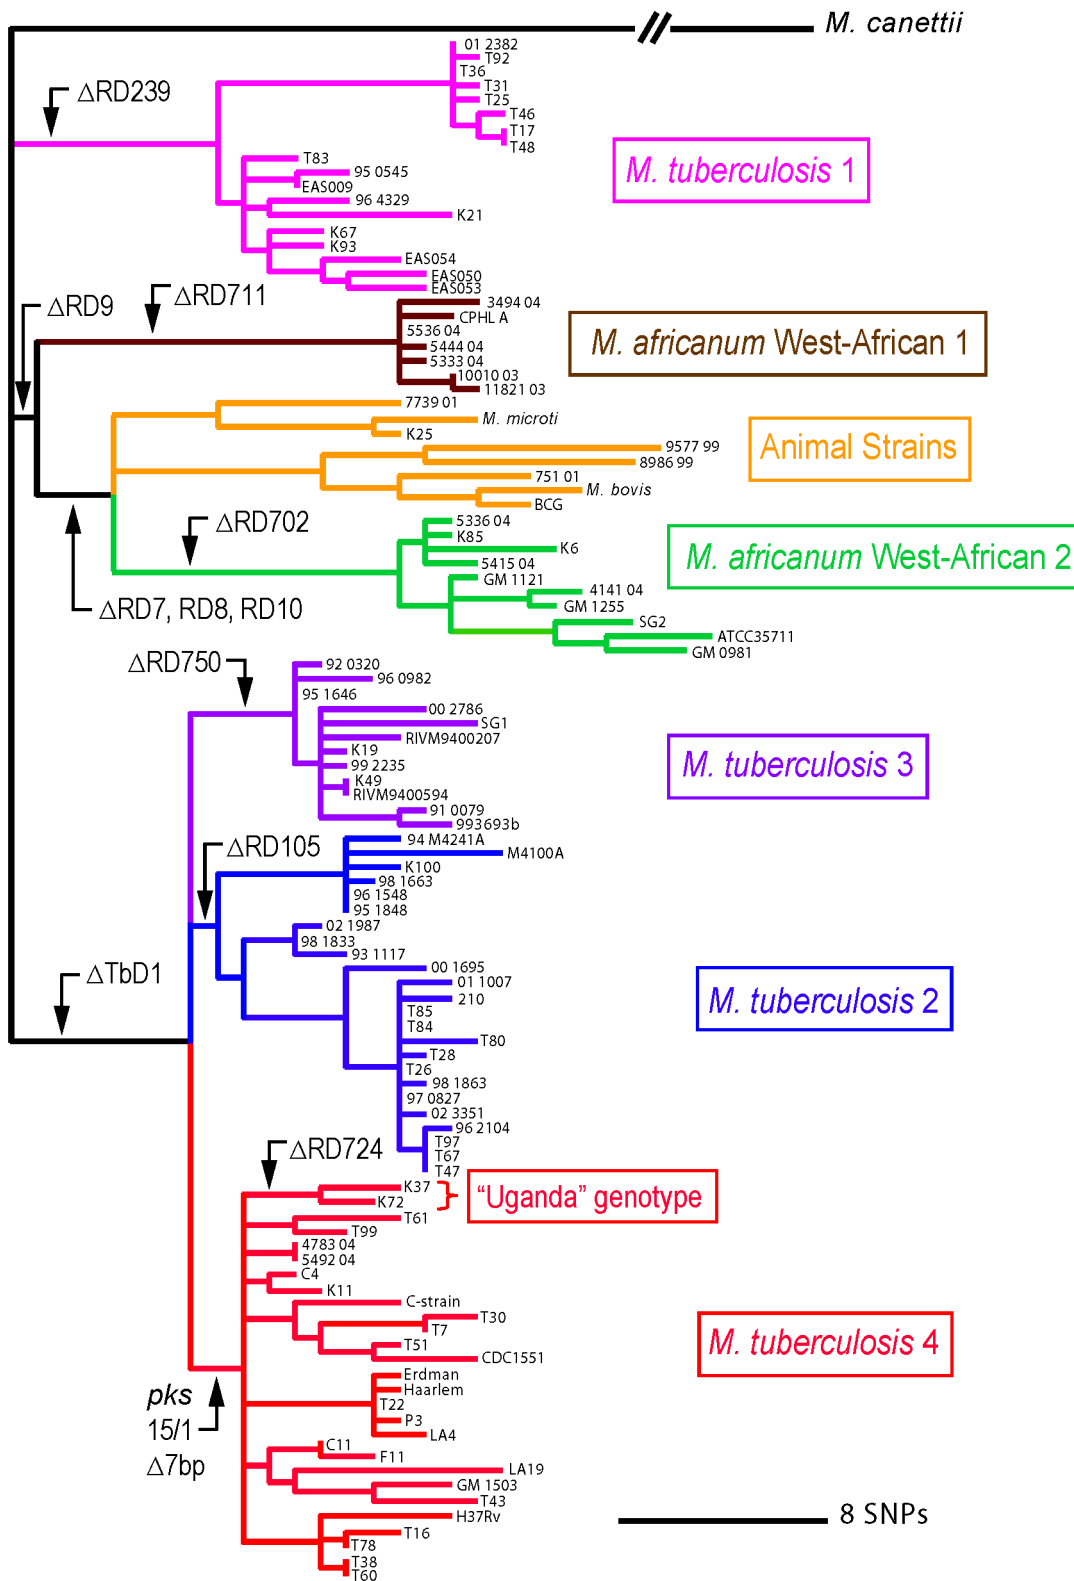 M. canettii
01 2382
T92
T36
T31
T25
T46
T17
T48
ΔRD239
M. tuberculosis 1
T83
95 0545
EAS009
96 4329
K21
K67
K93
EAS054
EAS050
EAS053
ΔRD9
ΔRD711
3494 04
CPHL A
5536 04
5444 04
5333 04
10010 03
11821 03
M. africanum West-African 1
7739 01
M. microti
K25
9577 99
8986 99
751 01
M. bovis
BCG
Animal Strains
ΔRD702
5336 04
K85
K6
5415 04
GM 1121
4141 04
GM 1255
SG2
ATCC35711
GM 0981
M. africanum West-African 2
ΔRD7, RD8, RD10
ΔRD750
92 0320
96 0982
95 1646
00 2786
SG1
RIVM9400207
K19
99 2235
K49
RIVM9400594
91 0079
993693b
M. tuberculosis 3
ΔRD105
94 M4241A
M4100A
K100
98 1663
96 1548
95 1848
02 1987
98 1833
93 1117
00 1695
01 1007
210
T85
T84
T80
T28
T26
98 1863
97 0827
02 3351
96 2104
T97
T67
T47
M. tuberculosis 2
ΔTbD1
ΔRD724
K37
K72
“Uganda” genotype
T61
T99
4783 04
5492 04
C4
K11
C-strain
T30
T7
T51
CDC1551
M. tuberculosis 4
Erdman
Haarlem
T22
P3
LA4
pks
15/1
Δ7bp
C11
F11
LA19
GM 1503
T43
H37Rv
T16
T78
T38
T60
8 SNPs